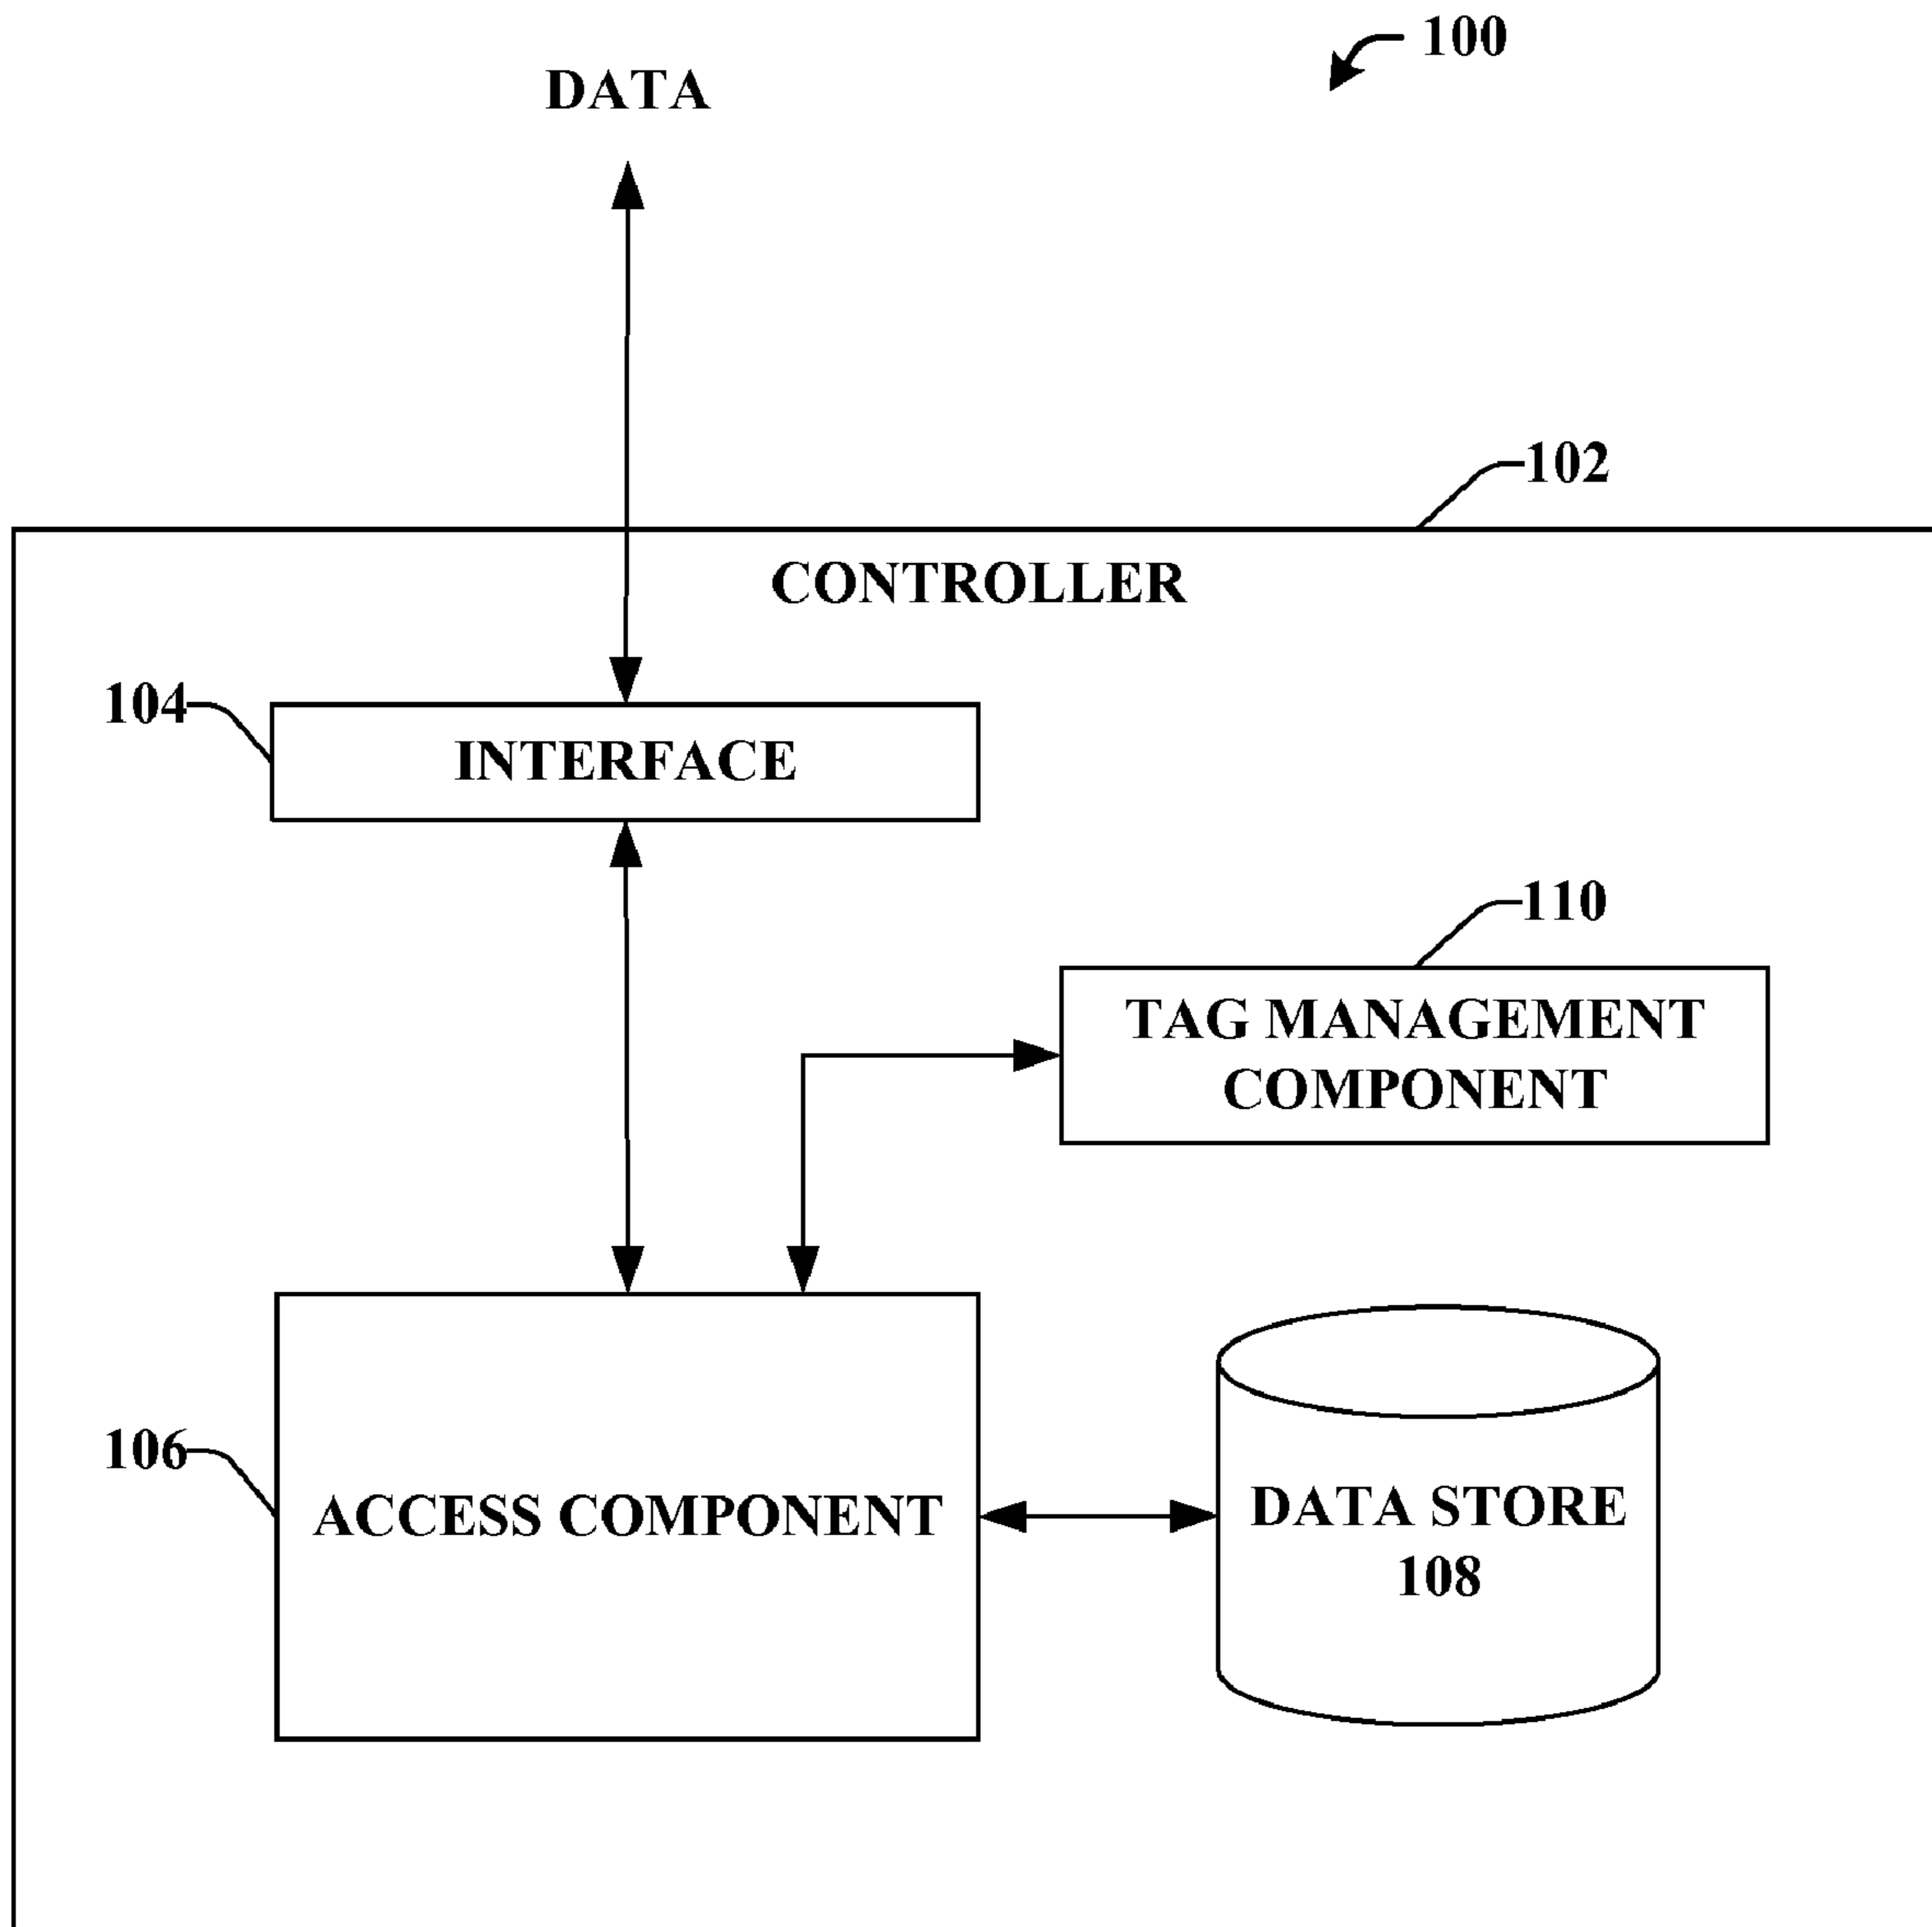 100
DATA
102
CONTROLLER
104
INTERFACE
110
TAG MANAGEMENT
COMPONENT
106
ACCESS COMPONENT
DATA STORE
108